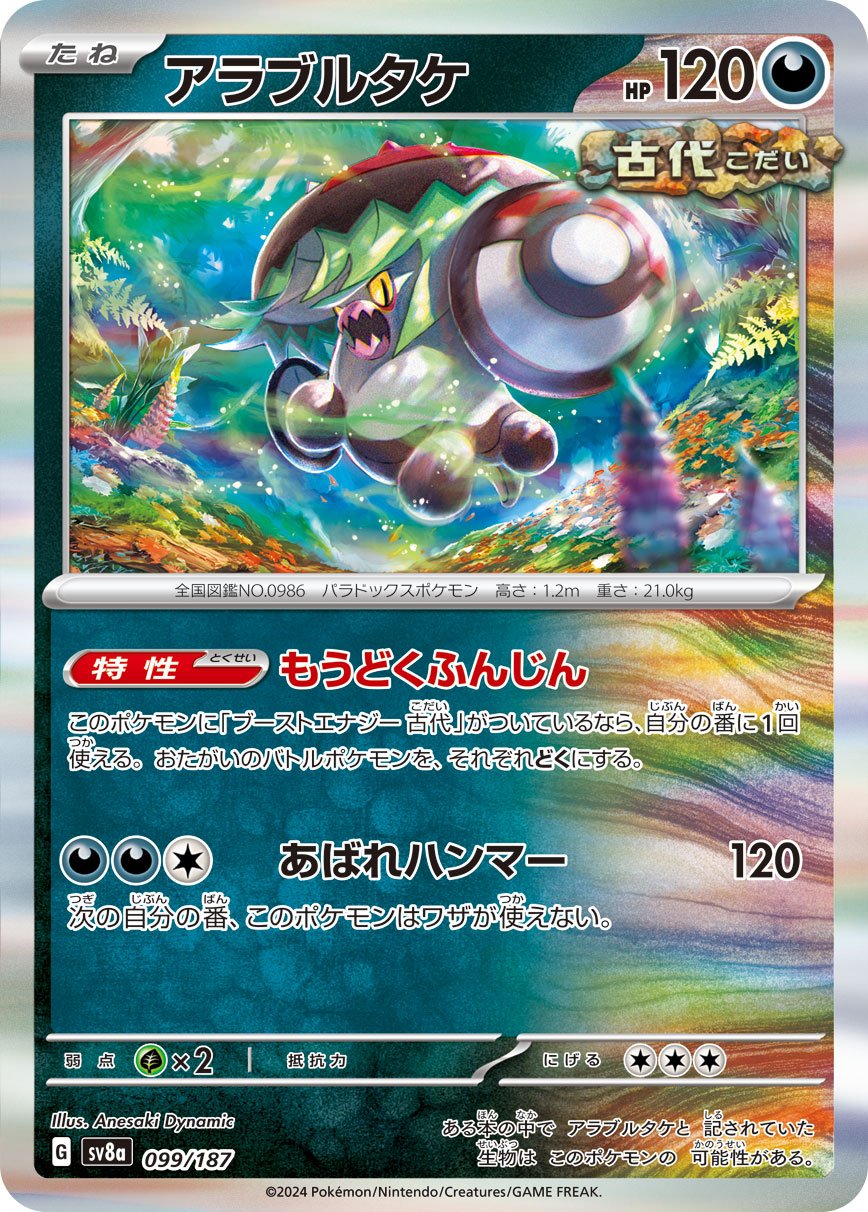 たね
アラブルタケ
HP 120
古代 こだい
全国図鑑NO.0986 パラドックスポケモン 高さ：1.2m 重さ：21.0kg
特性 とくせい もうどくふんじん
このポケモンに「ブーストエナジー 古代」がついているなら、自分の番に1回
使える。おたがいのバトルポケモンを、それぞれどくにする。
あばれハンマー 120
次の自分の番、このポケモンはワザが使えない。
弱点 ×2 抵抗力 にげる
Illus. Anesaki Dynamic
G sv8a 099/187
ある本の中で アラブルタケと 記されていた
生物は このポケモンの 可能性がある。
©2024 Pokémon/Nintendo/Creatures/GAME FREAK.